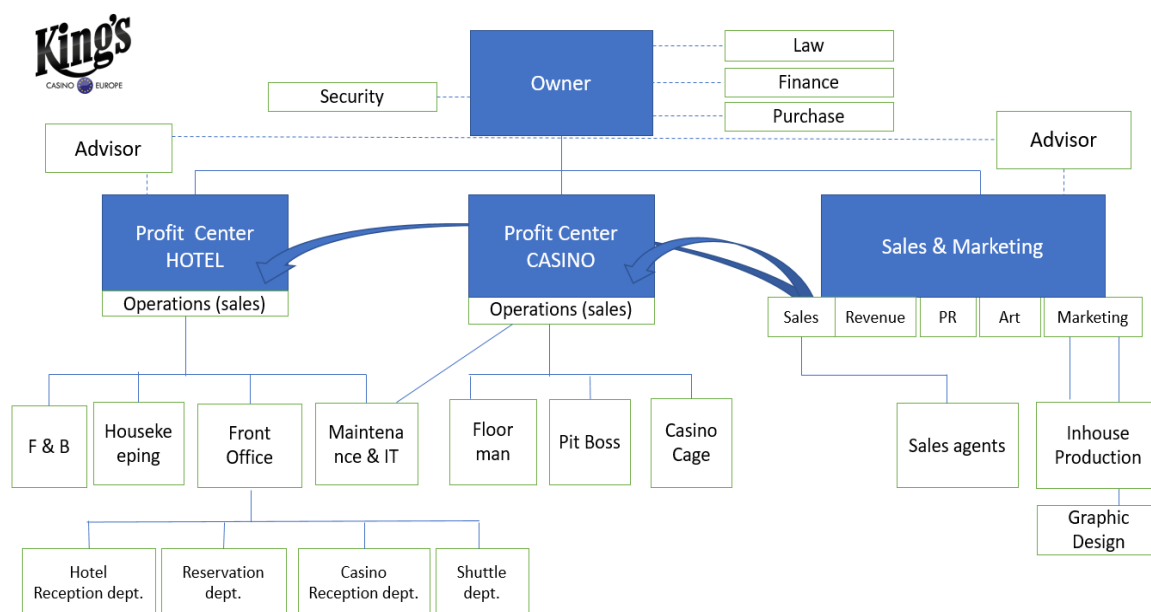 King's
CASINO EUROPE
Owner
Law
Finance
Purchase
Security
Advisor
Advisor
Profit Center
HOTEL
Operations (sales)
Profit Center
CASINO
Operations (sales)
Sales & Marketing
Sales
Revenue
PR
Art
Marketing
F & B
Houseke
eping
Front
Office
Maintena
nce & IT
Floor
man
Pit Boss
Casino
Cage
Sales agents
Inhouse
Production
Graphic
Design
Hotel
Reception dept.
Reservation
dept.
Casino
Reception dept.
Shuttle
dept.